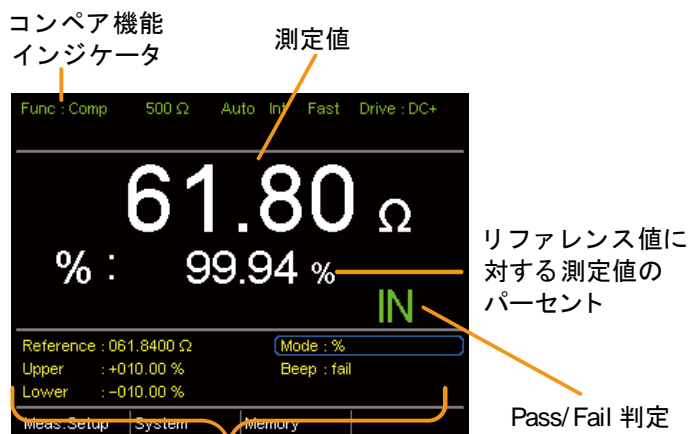 コンペア機能
インジケータ
測定値
Func : Comp 500 Ω Auto Int Fast Drive : DC+
61.80 Ω
% : 99.94 %
IN
リファレンス値に
対する測定値の
パーセント
Reference : 061.8400 Ω Mode : %
Upper : +010.00 % Beep : fail
Lower : -010.00 %
Meas.Setup System Memory
Pass/Fail 判定